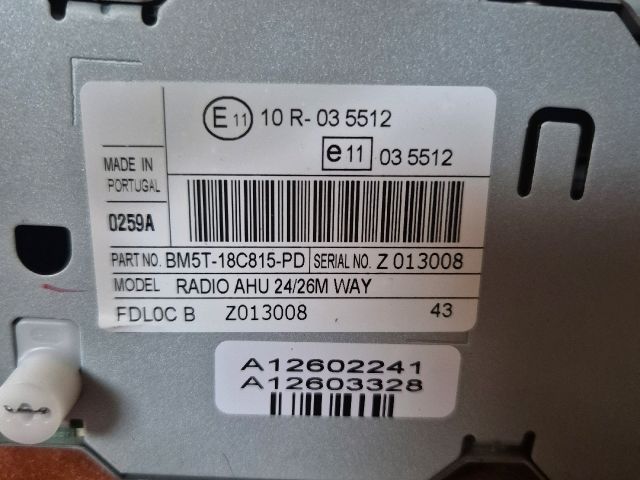 E 11 10 R- 03 5512
e 11 03 5512
MADE IN
PORTUGAL
0259A
PART NO. BM5T-18C815-PD SERIAL NO. Z 013008
MODEL RADIO AHU 24/26M WAY
FDL0C B Z013008 43
A12602241
A12603328